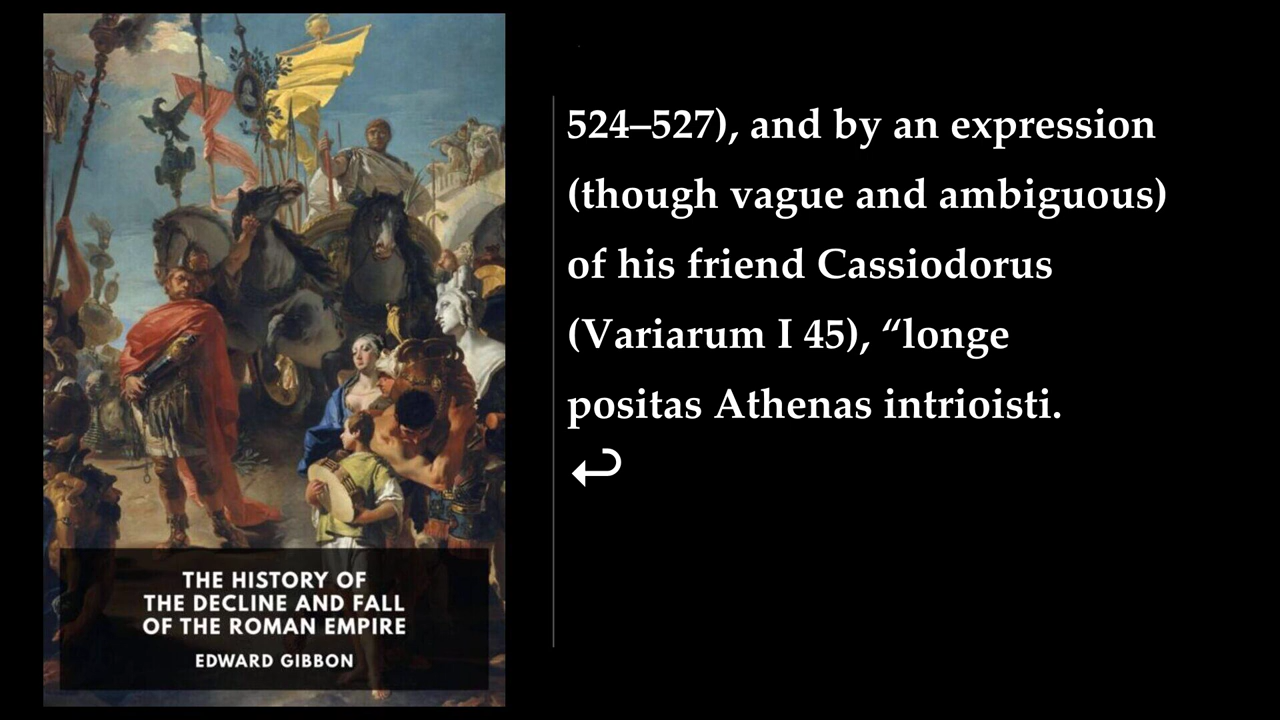 524–527), and by an expression
(though vague and ambiguous)
of his friend Cassiodorus
(Variarum I 45), “longe
positas Athenas intrioisti.
↩
THE HISTORY OF
THE DECLINE AND FALL
OF THE ROMAN EMPIRE
EDWARD GIBBON